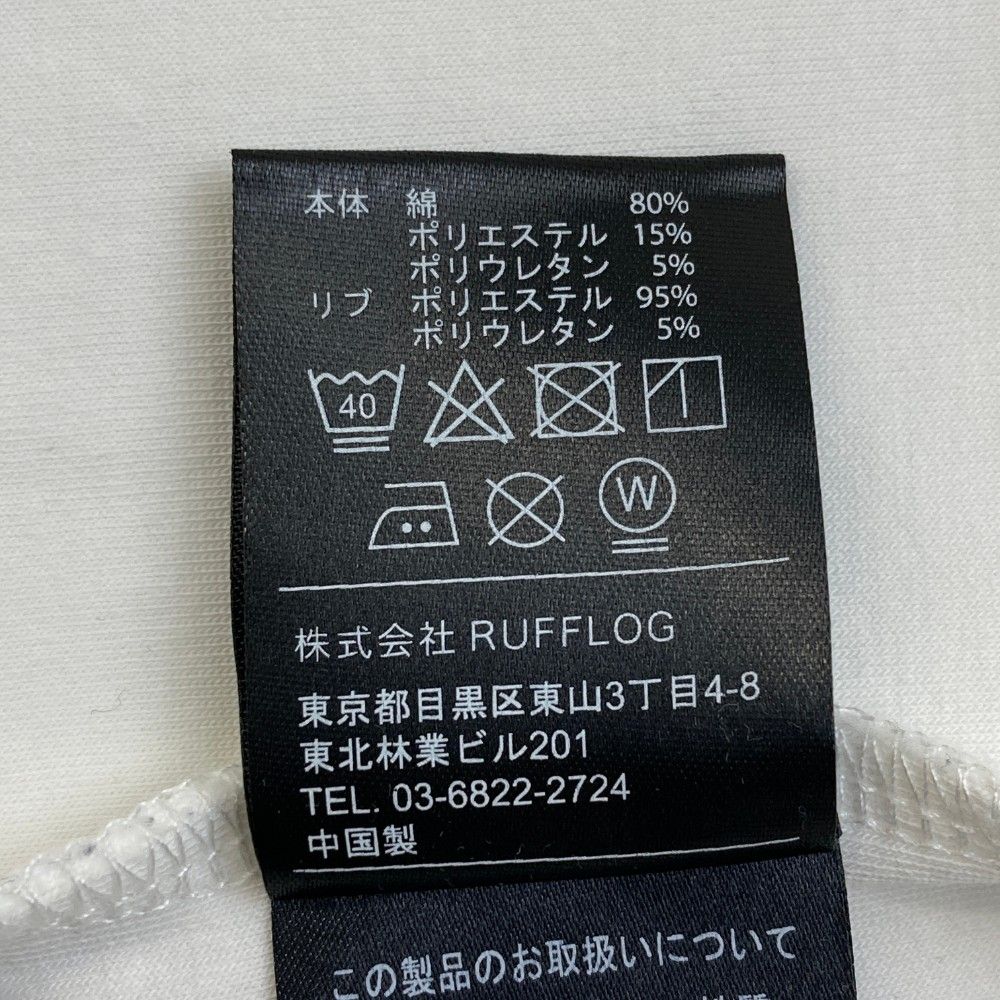 本体 綿 80%
ポリエステル 15%
ポリウレタン 5%
リブ ポリエステル 95%
ポリウレタン 5%
40
W
株式会社 RUFFLOG
東京都目黒区東山3丁目4-8
東北林業ビル201
TEL. 03-6822-2724
中国製
この製品のお取扱いについて